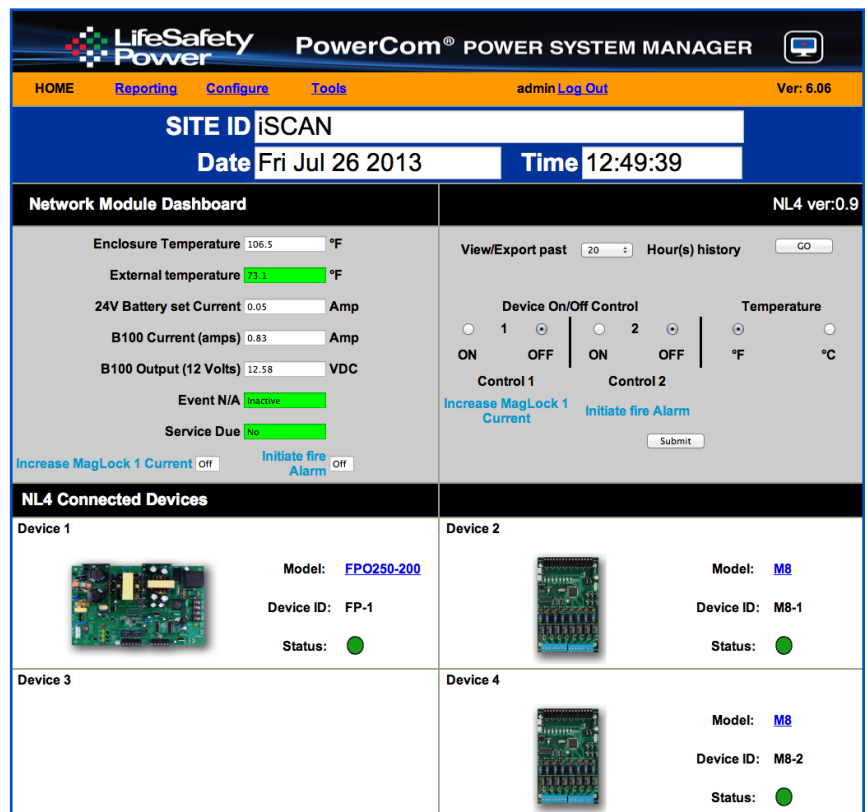 LifeSafety Power PowerCom® POWER SYSTEM MANAGER
HOME Reporting Configure Tools admin Log Out Ver: 6.06
SITE ID iSCAN
Date Fri Jul 26 2013 Time 12:49:39
Network Module Dashboard NL4 ver:0.9
Enclosure Temperature 106.5 °F
External temperature 73.1 °F
24V Battery set Current 0.05 Amp
B100 Current (amps) 0.83 Amp
B100 Output (12 Volts) 12.58 VDC
Event N/A Inactive
Service Due No
Increase MagLock 1 Current Off Initiate fire Alarm Off
View/Export past 20 Hour(s) history GO
Device On/Off Control Temperature
1 2
ON OFF ON OFF °F °C
Control 1 Control 2
Increase MagLock 1 Current Initiate fire Alarm
Submit
NL4 Connected Devices
Device 1
Model: FPO250-200
Device ID: FP-1
Status:
Device 2
Model: M8
Device ID: M8-1
Status:
Device 3
Device 4
Model: M8
Device ID: M8-2
Status: